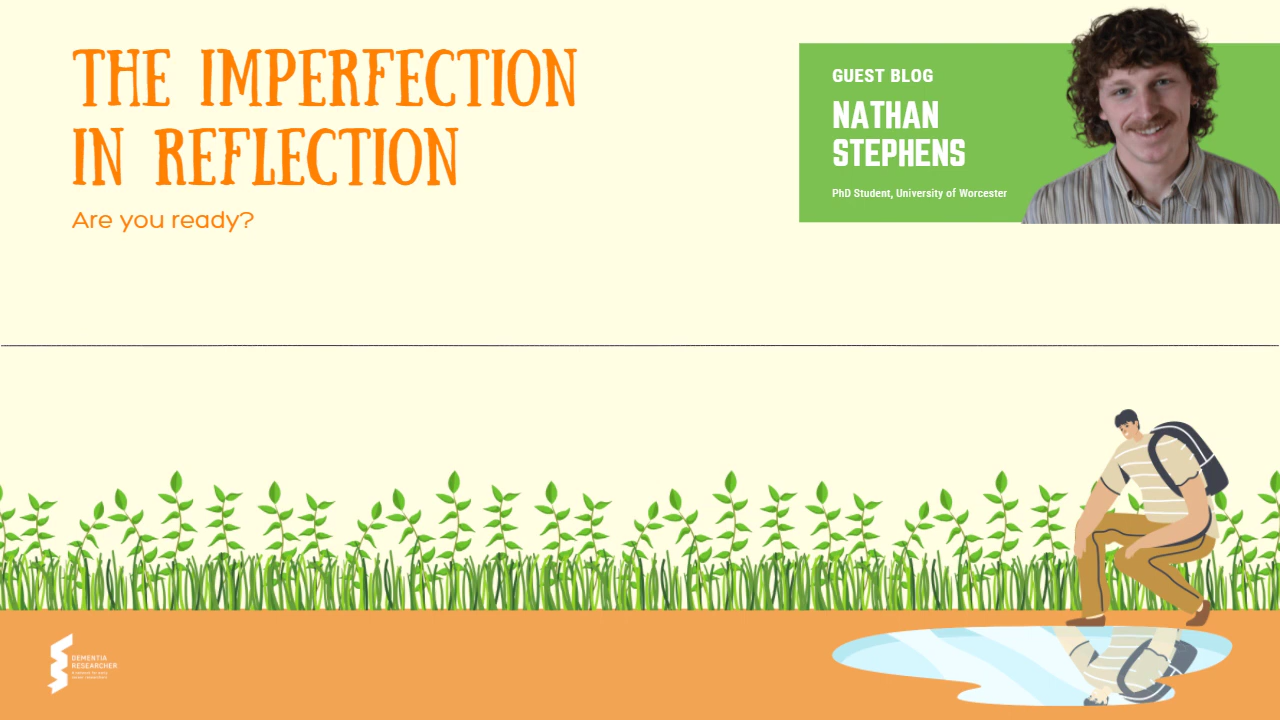 THE IMPERFECTION
IN REFLECTION
Are you ready?
GUEST BLOG
NATHAN
STEPHENS
PhD Student, University of Worcester
DEMENTIA
RESEARCHER